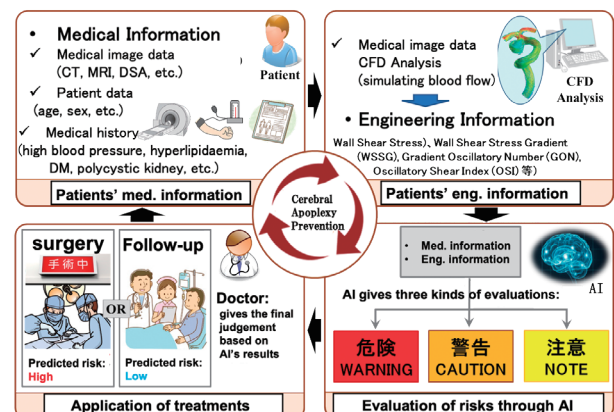 • Medical Information
✓ Medical image data
(CT, MRI, DSA, etc.)
✓ Patient data
(age, sex, etc.)
✓ Medical history
(high blood pressure, hyperlipidaemia,
DM, polycystic kidney, etc.)
Patient
Patients’ med. information
✓ Medical image data
CFD Analysis
(simulating blood flow)
CFD
Analysis
• Engineering Information
Wall Shear Stress)、Wall Shear Stress Gradient
(WSSG), Gradient Oscillatory Number (GON),
Oscillatory Shear Index (OSI) 等)
Patients’ eng. information
Cerebral
Apoplexy
Prevention
surgery
手術中
OR
Follow-up
Predicted risk:
High
Predicted risk:
Low
Doctor:
gives the final
judgement
based on
AI’s results
Application of treatments
• Med. information
• Eng. information
AI
AI gives three kinds of evaluations:
危険
WARNING
警告
CAUTION
注意
NOTE
Evaluation of risks through AI